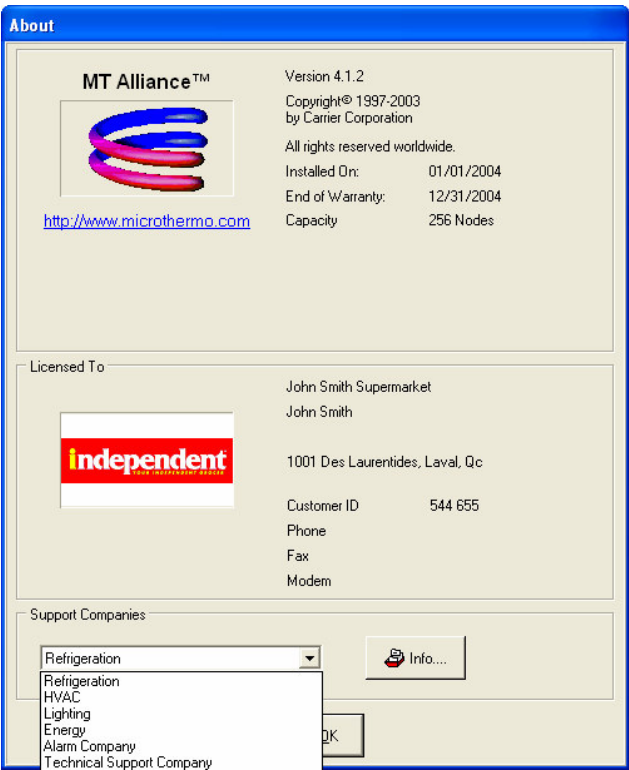 About
MT Alliance™
http://www.microthermo.com
Version 4.1.2
Copyright© 1997-2003
by Carrier Corporation
All rights reserved worldwide.
Installed On: 01/01/2004
End of Warranty: 12/31/2004
Capacity 256 Nodes
Licensed To
independent
YOUR INDEPENDENT GROCER
John Smith Supermarket
John Smith
1001 Des Laurentides, Laval, Qc
Customer ID 544 655
Phone
Fax
Modem
Support Companies
Refrigeration
Info....
Refrigeration
HVAC
Lighting
Energy
Alarm Company
Technical Support Company
OK